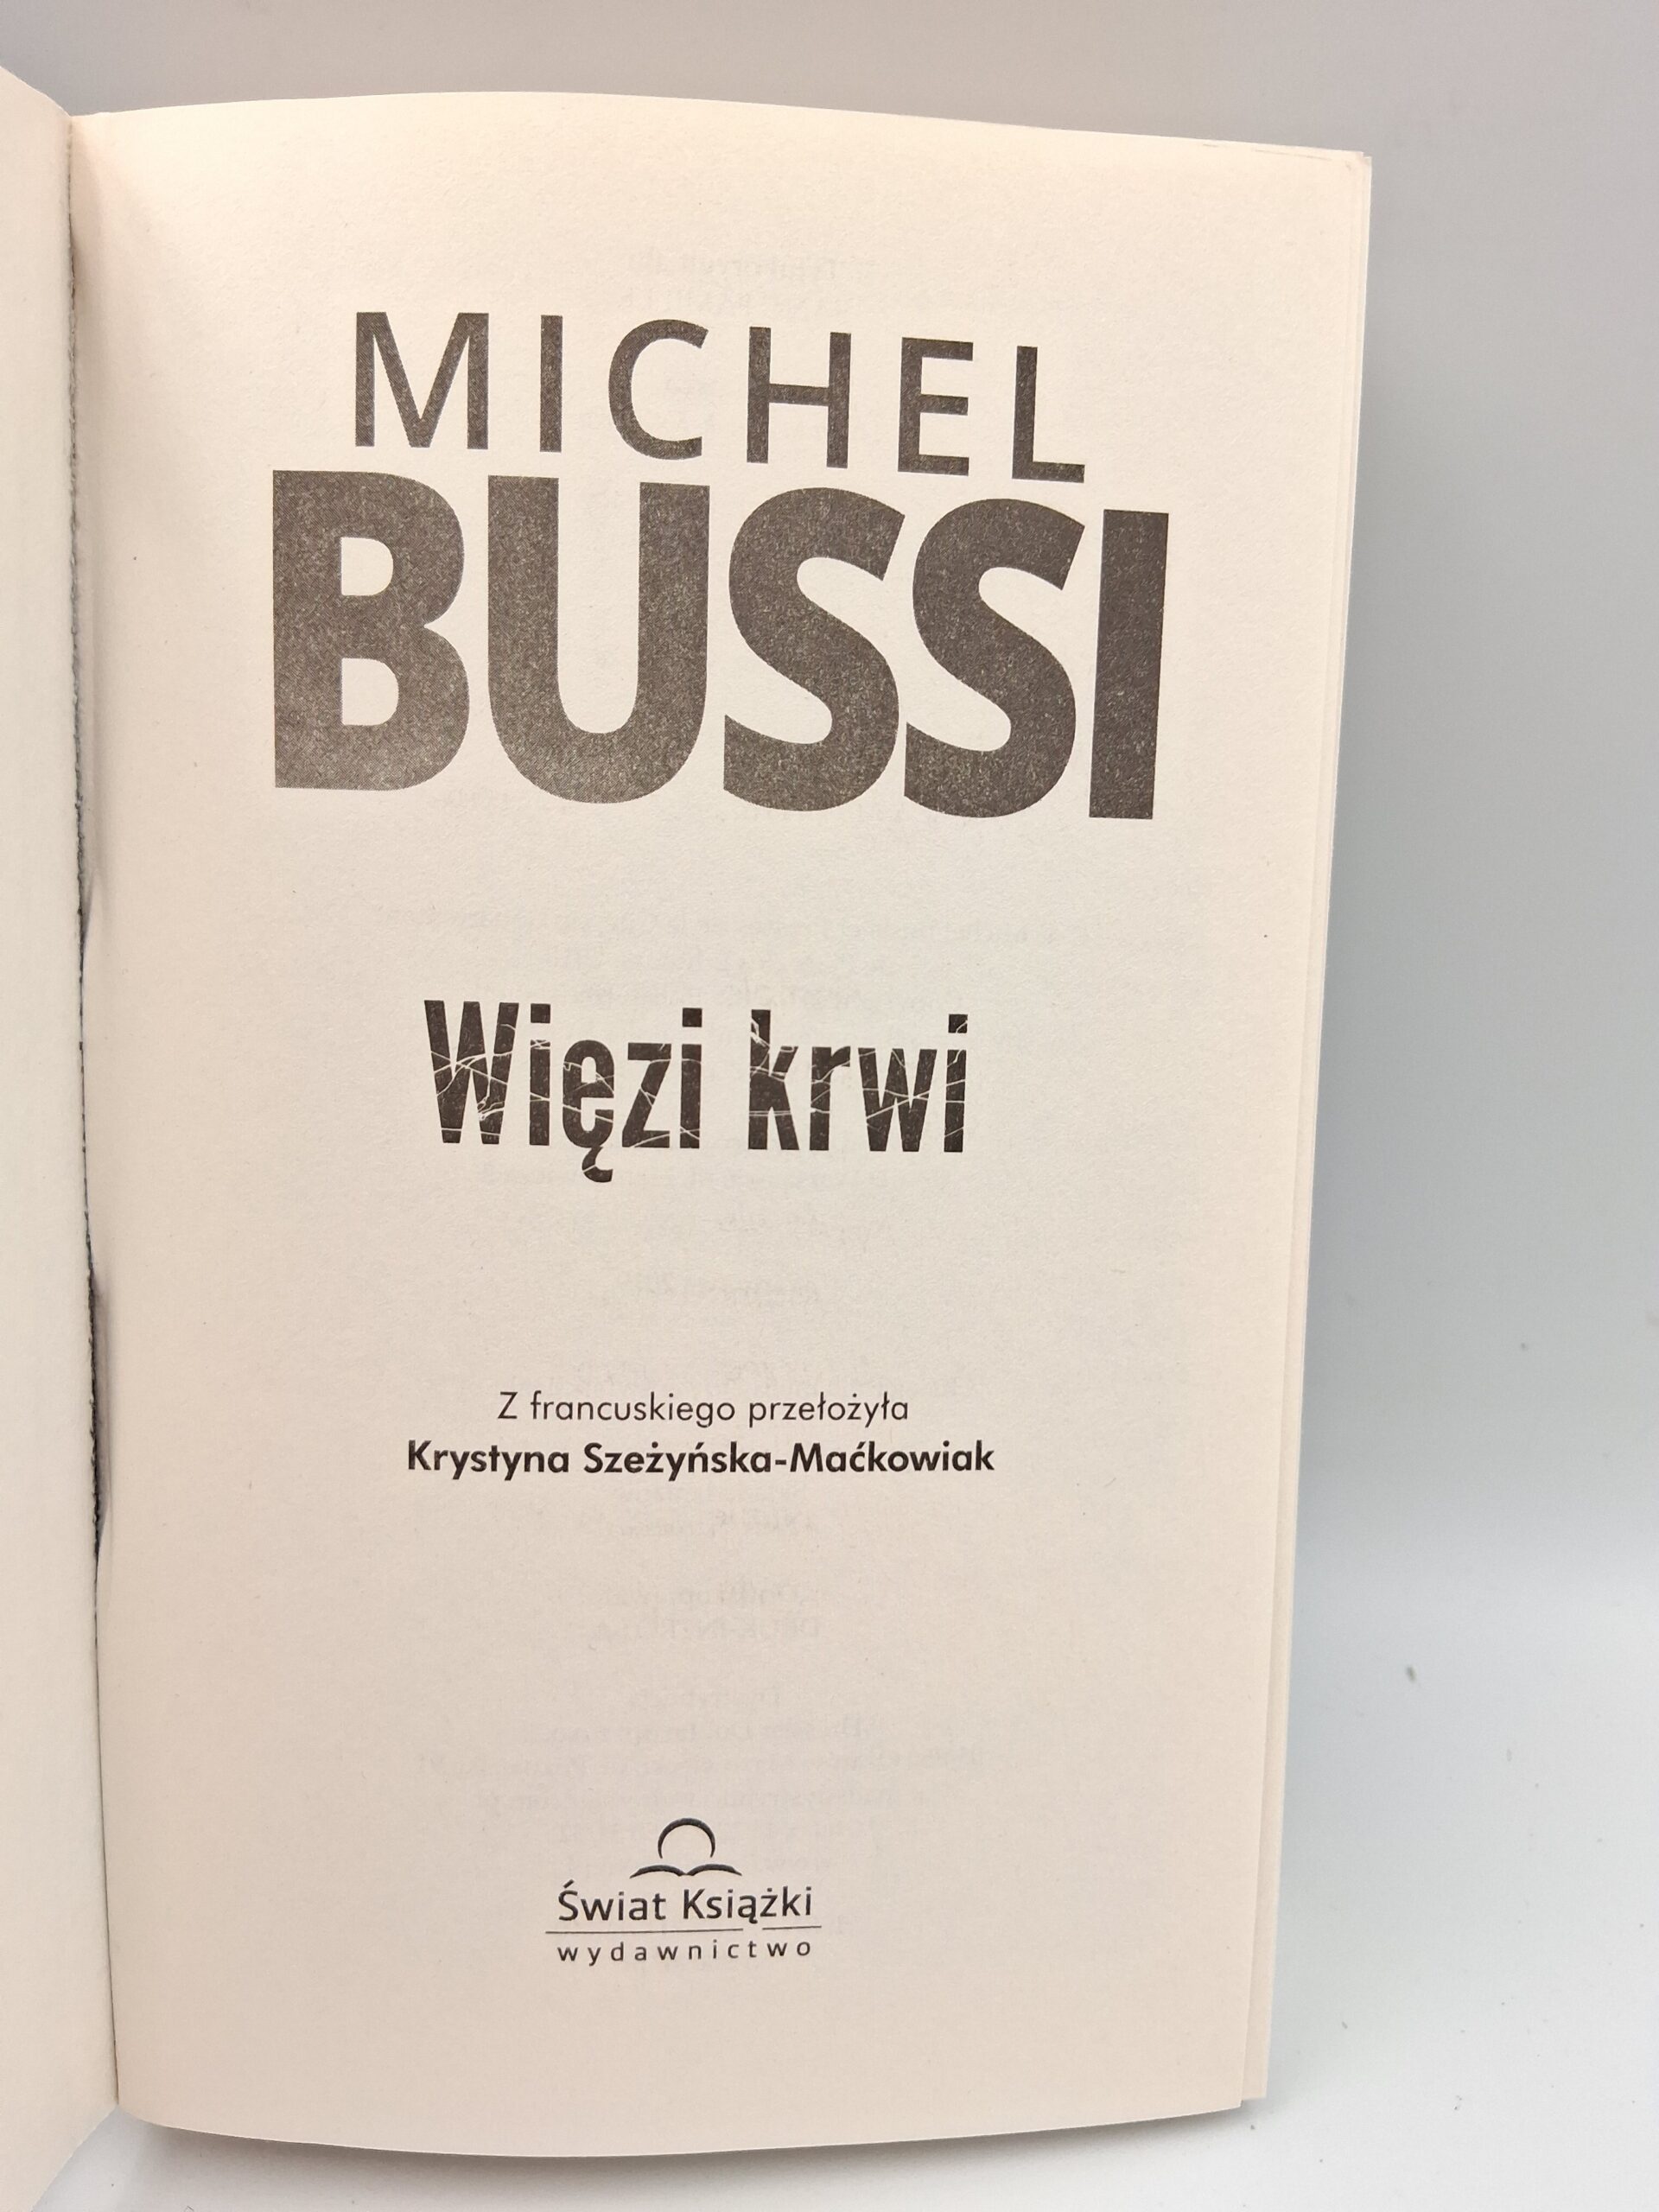 MICHEL
BUSSI
Więzi krwi
Z francuskiego przełożyła
Krystyna Szeżyńska-Maćkowiak
Świat Książki
wydawnictwo